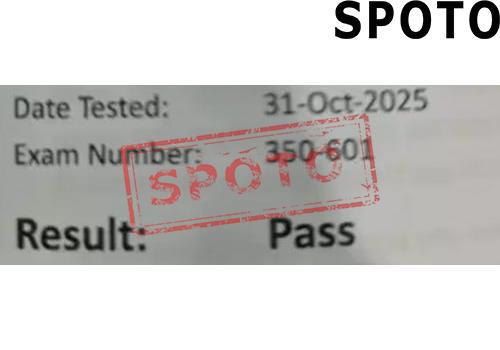 SPOTO
Date Tested: 31-Oct-2025
Exam Number: 350-601
SPOTO
Result: Pass